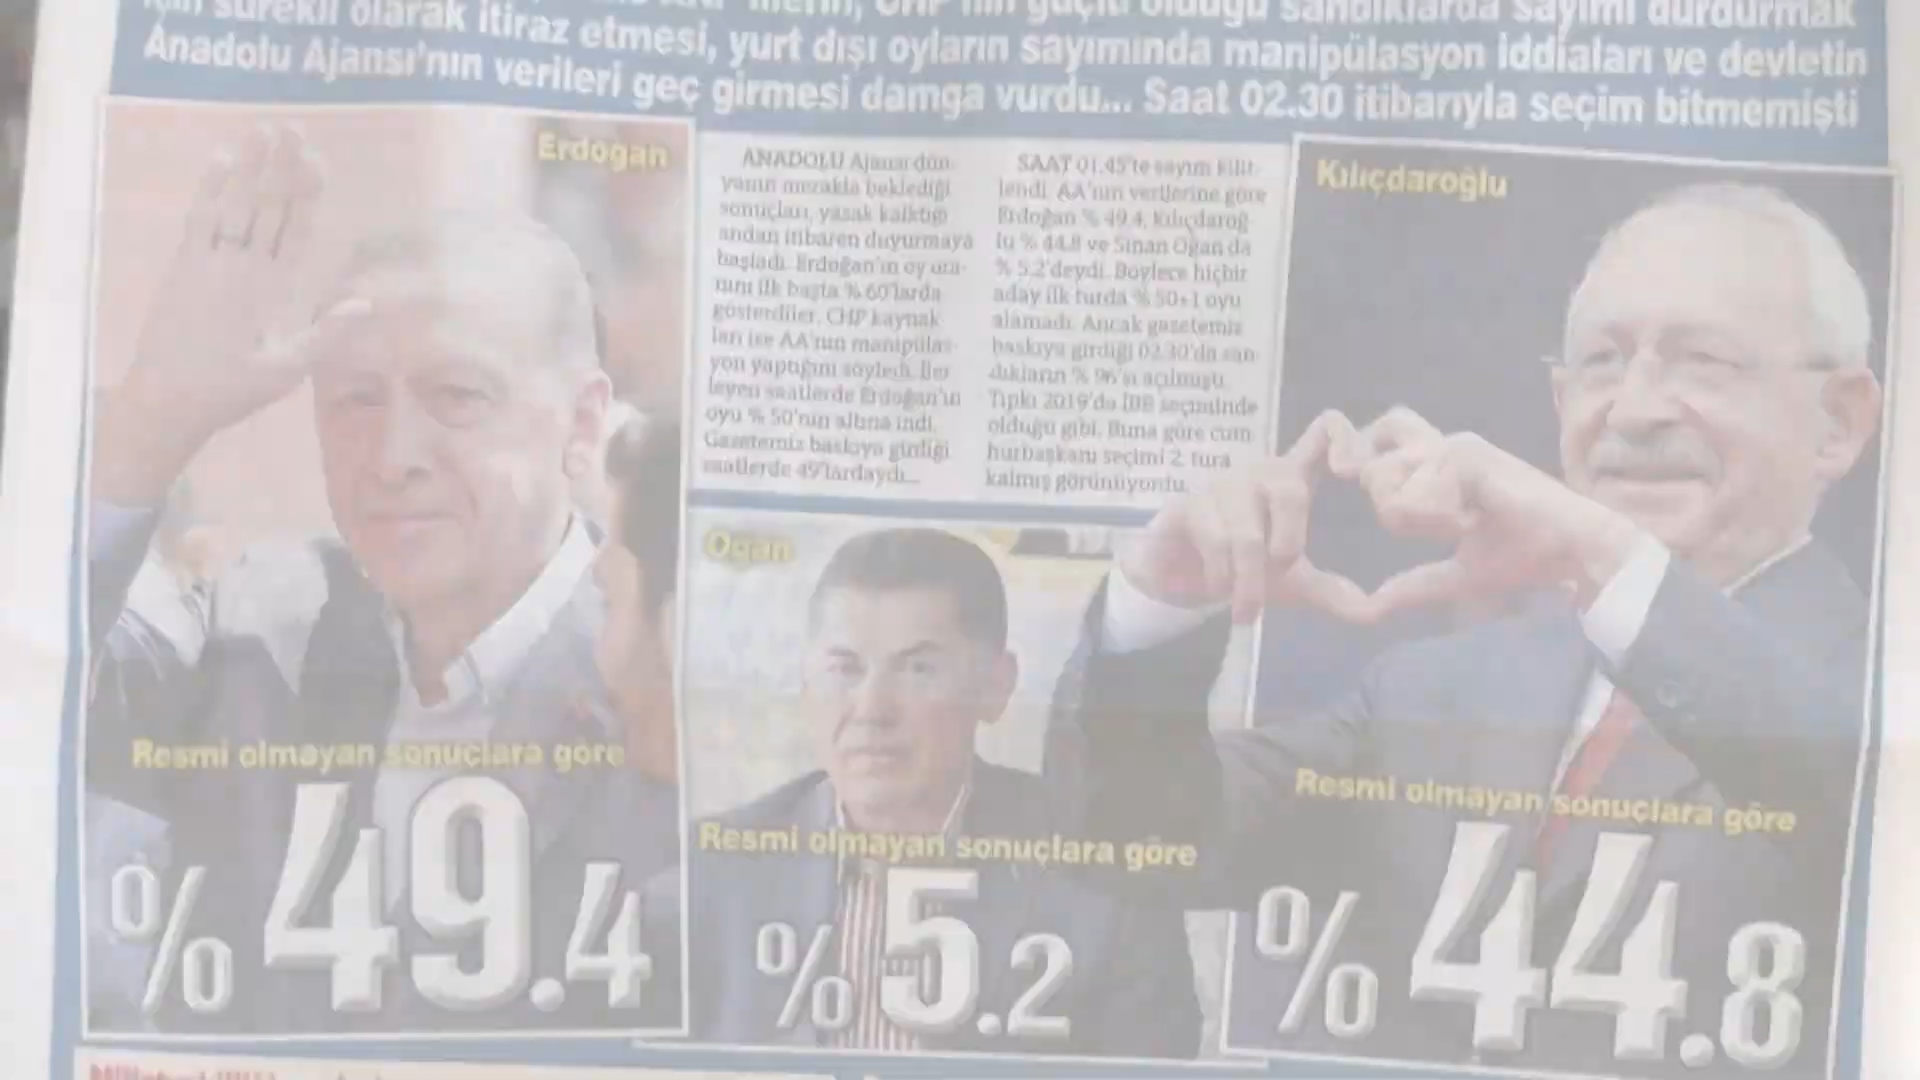 için sürekli olarak itiraz etmesi, yurt dışı oyların sayımında manipülasyon iddiaları ve devletin
CHP'nin güçlü olduğu sandıklarda sayımı durdurmak
Anadolu Ajansı'nın verileri geç girmesi damga vurdu... Saat 02.30 itibarıyla seçim bitmemişti
Erdoğan
ANADOLU Ajansı dün-
yanın merakla beklediği
sonuçları, yasak kalktığı
andan itibaren duyurmaya
başladı. Erdoğan'ın oy ora-
nını ilk başta % 60'larda
gösterdiler. CHP kaynak-
ları ise AA'nın manipülas-
yon yaptığını söyledi. İler-
leyen saatlerde Erdoğan'ın
oyu % 50'nin altına indi.
Gazetemiz baskıya girdiği
saatlerde 49'lardaydı...
SAAT 01.45'te sayım kilit-
lendi. AA'nın verilerine göre
Erdoğan % 49.4, Kılıçdaroğ-
lu % 44.8 ve Sinan Oğan da
% 5.2'deydi. Böylece hiçbir
aday ilk turda % 50+1 oyu
alamadı. Ancak gazetemiz
baskıya girdiği 02.30'da san-
dıkların % 96'sı açılmıştı.
Tıpkı 2019'da İBB seçiminde
olduğu gibi. Buna göre cum-
hurbaşkanı seçimi 2. tura
kalmış görünüyordu.
Kılıçdaroğlu
Oğan
Resmi olmayan sonuçlara göre
% 49.4
Resmi olmayan sonuçlara göre
% 5.2
Resmi olmayan sonuçlara göre
% 44.8